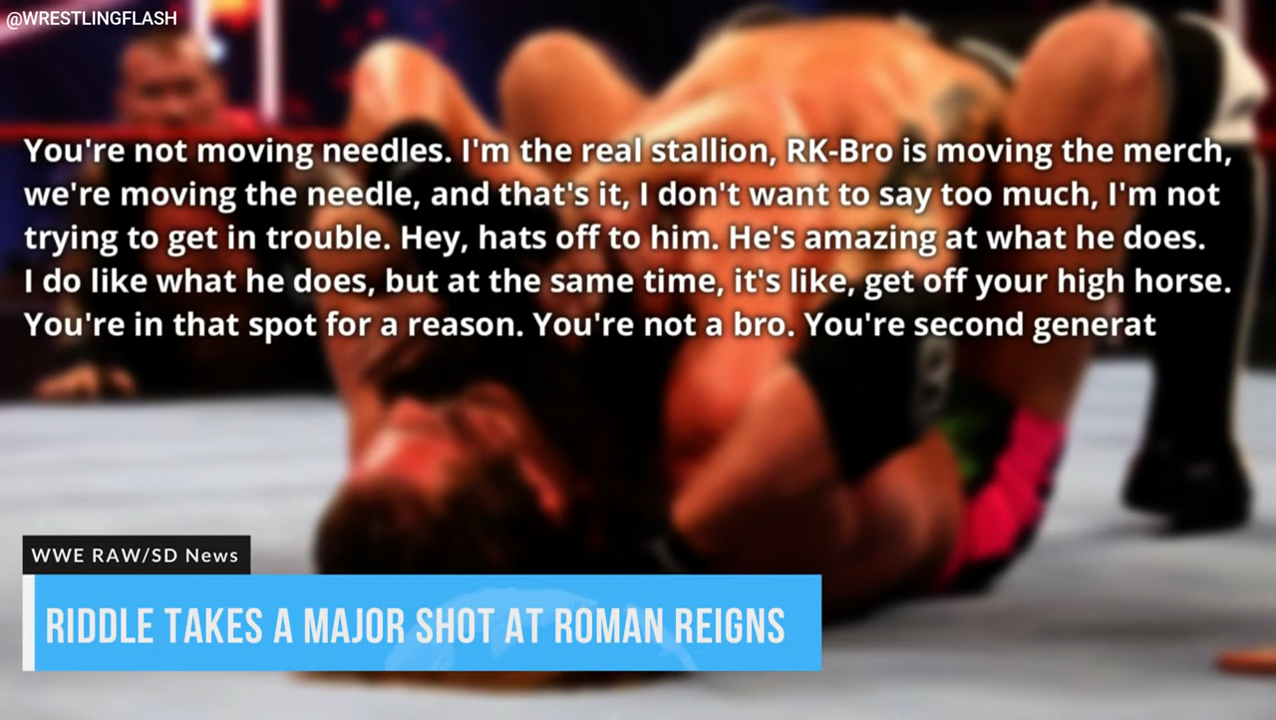 @WRESTLINGFLASH
You're not moving needles. I'm the real stallion, RK-Bro is moving the merch,
we're moving the needle, and that's it, I don't want to say too much, I'm not
trying to get in trouble. Hey, hats off to him. He's amazing at what he does.
I do like what he does, but at the same time, it's like, get off your high horse.
You're in that spot for a reason. You're not a bro. You're second generat
WWE RAW/SD News
RIDDLE TAKES A MAJOR SHOT AT ROMAN REIGNS